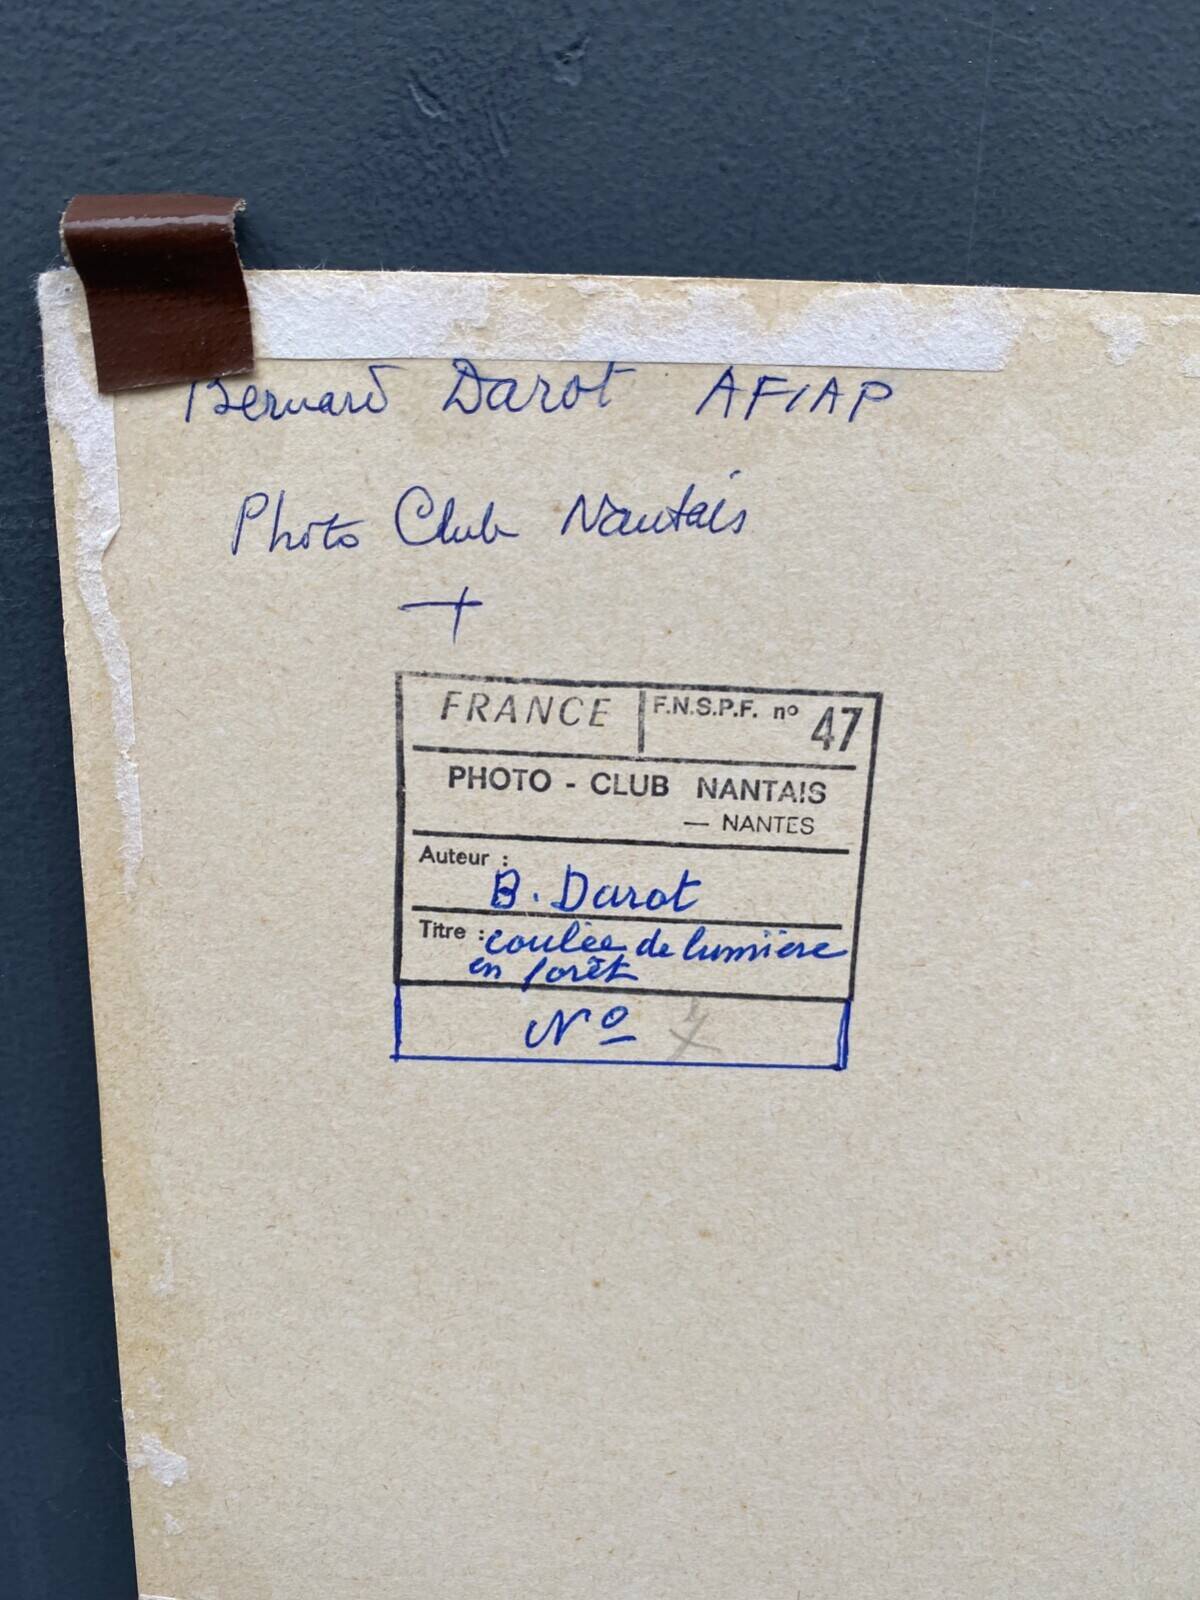 Bernard Darot AFIAP
Photo Club Nantais
FRANCE F.N.S.P.F. nº 47
PHOTO - CLUB NANTAIS
— NANTES
Auteur :
B. Darot
Titre : coulée de lumière
en forêt
Nº 7